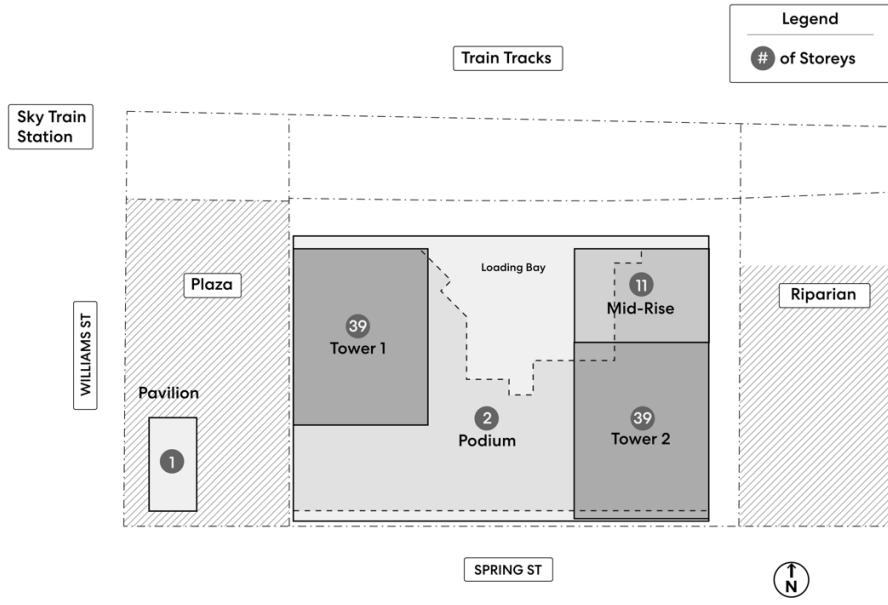 Legend
# of Storeys
Train Tracks
Sky Train
Station
Loading Bay
Plaza
11
Mid-Rise
Riparian
39
Tower 1
WILLIAMS ST
Pavilion
2
Podium
39
Tower 2
1
SPRING ST
N